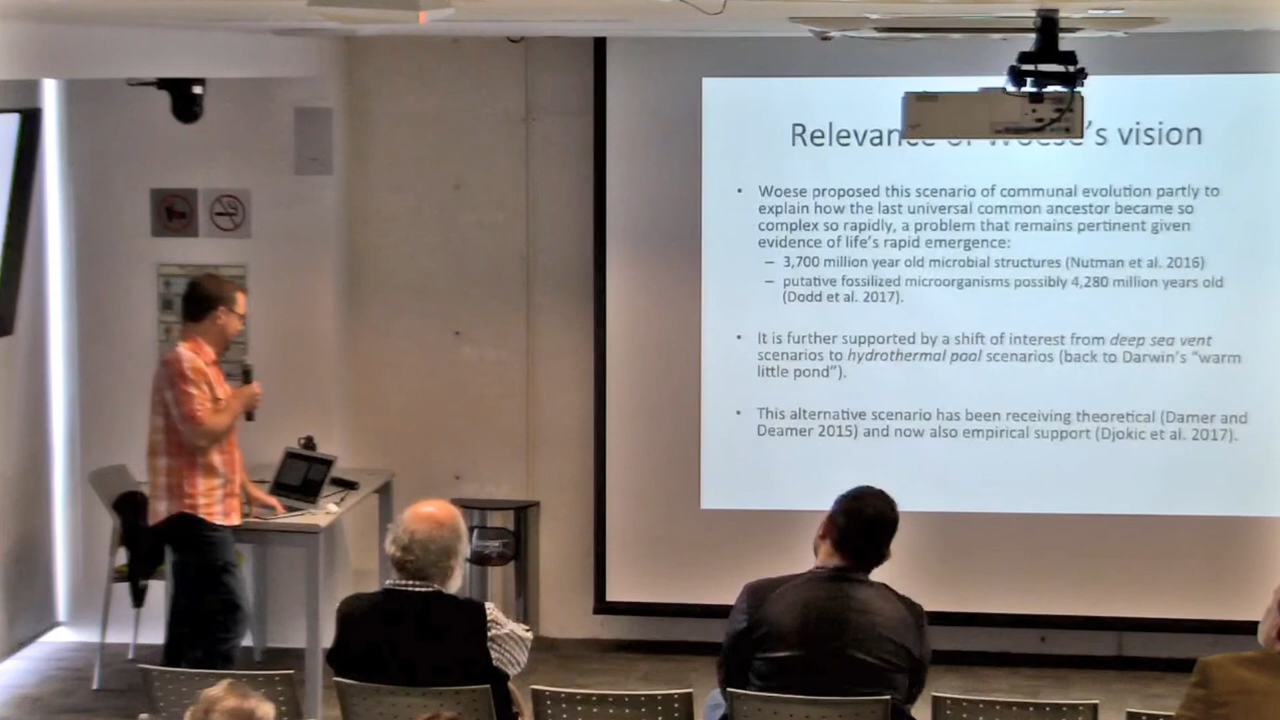 Relevance of Woese's vision
• Woese proposed this scenario of communal evolution partly to
explain how the last universal common ancestor became so
complex so rapidly, a problem that remains pertinent given
evidence of life's rapid emergence:
– 3,700 million year old microbial structures (Nutman et al. 2016)
– putative fossilized microorganisms possibly 4,280 million years old
(Dodd et al. 2017).
• It is further supported by a shift of interest from deep sea vent
scenarios to hydrothermal pool scenarios (back to Darwin's "warm
little pond").
• This alternative scenario has been receiving theoretical (Damer and
Deamer 2015) and now also empirical support (Djokic et al. 2017).